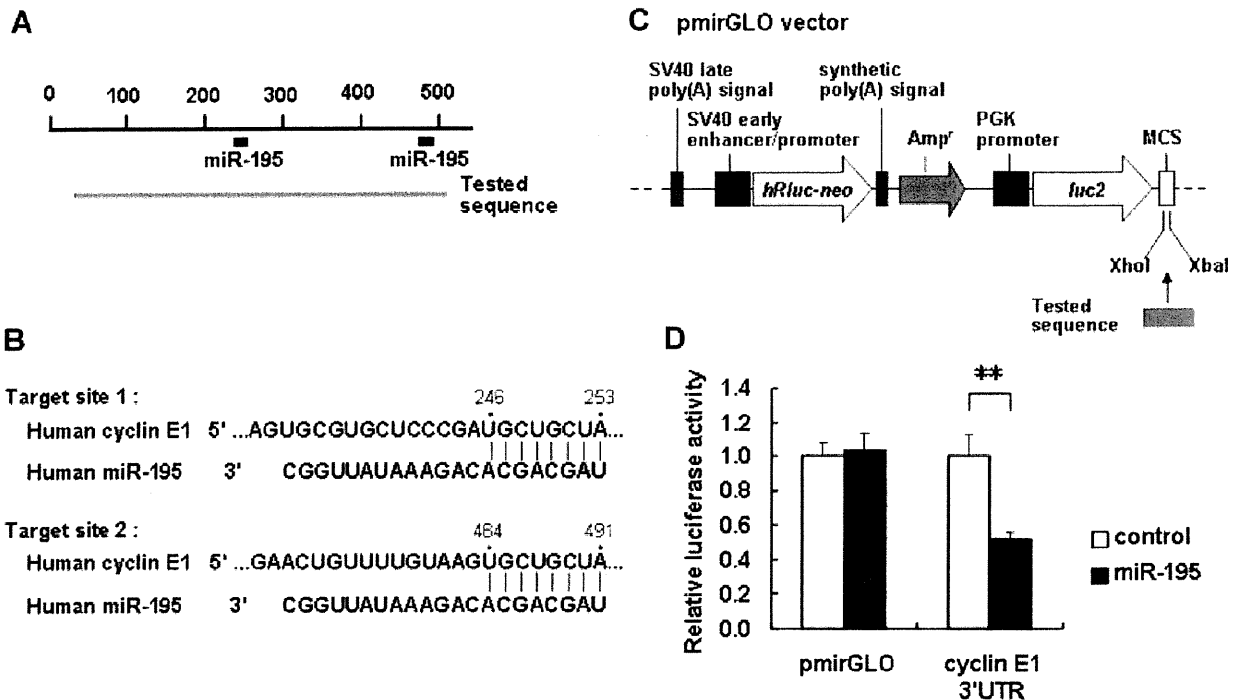 A
0 100 200 300 400 500
miR-195 miR-195
Tested
sequence
B
Target site 1 :
246 253
Human cyclin E1 5' ...AGUGCGUGCUCCCGAUGCUGCUA...
Human miR-195 3' CGGUUAUAAAGACACGACGAU
Target site 2 :
484 491
Human cyclin E1 5' ...GAACUGUUUUGUAAGUGCUGCUA...
Human miR-195 3' CGGUUAUAAAGACACGACGAU
C pmirGLO vector
SV40 late
poly(A) signal
synthetic
poly(A) signal
SV40 early
enhancer/promoter
Ampr
PGK
promoter
MCS
hRluc-neo
luc2
XhoI XbaI
Tested
sequence
D
**
Relative luciferase activity
1.4
1.2
1.0
0.8
0.6
0.4
0.2
0.0
pmirGLO
cyclin E1
3'UTR
control
miR-195